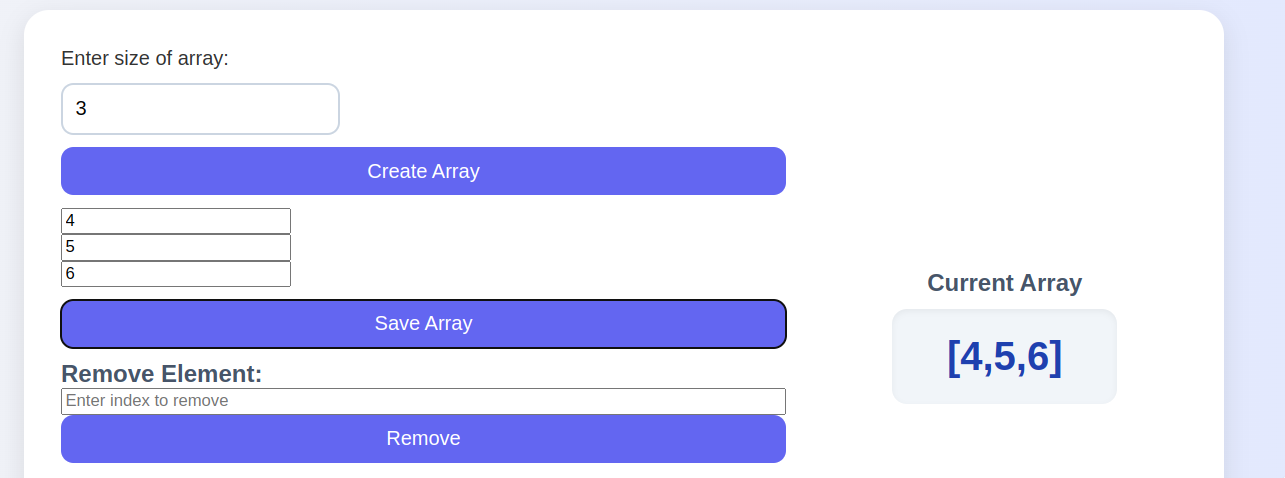 Enter size of array:
3
Create Array
4
5
6
Save Array
Remove Element:
Enter index to remove
Remove
Current Array
[4,5,6]